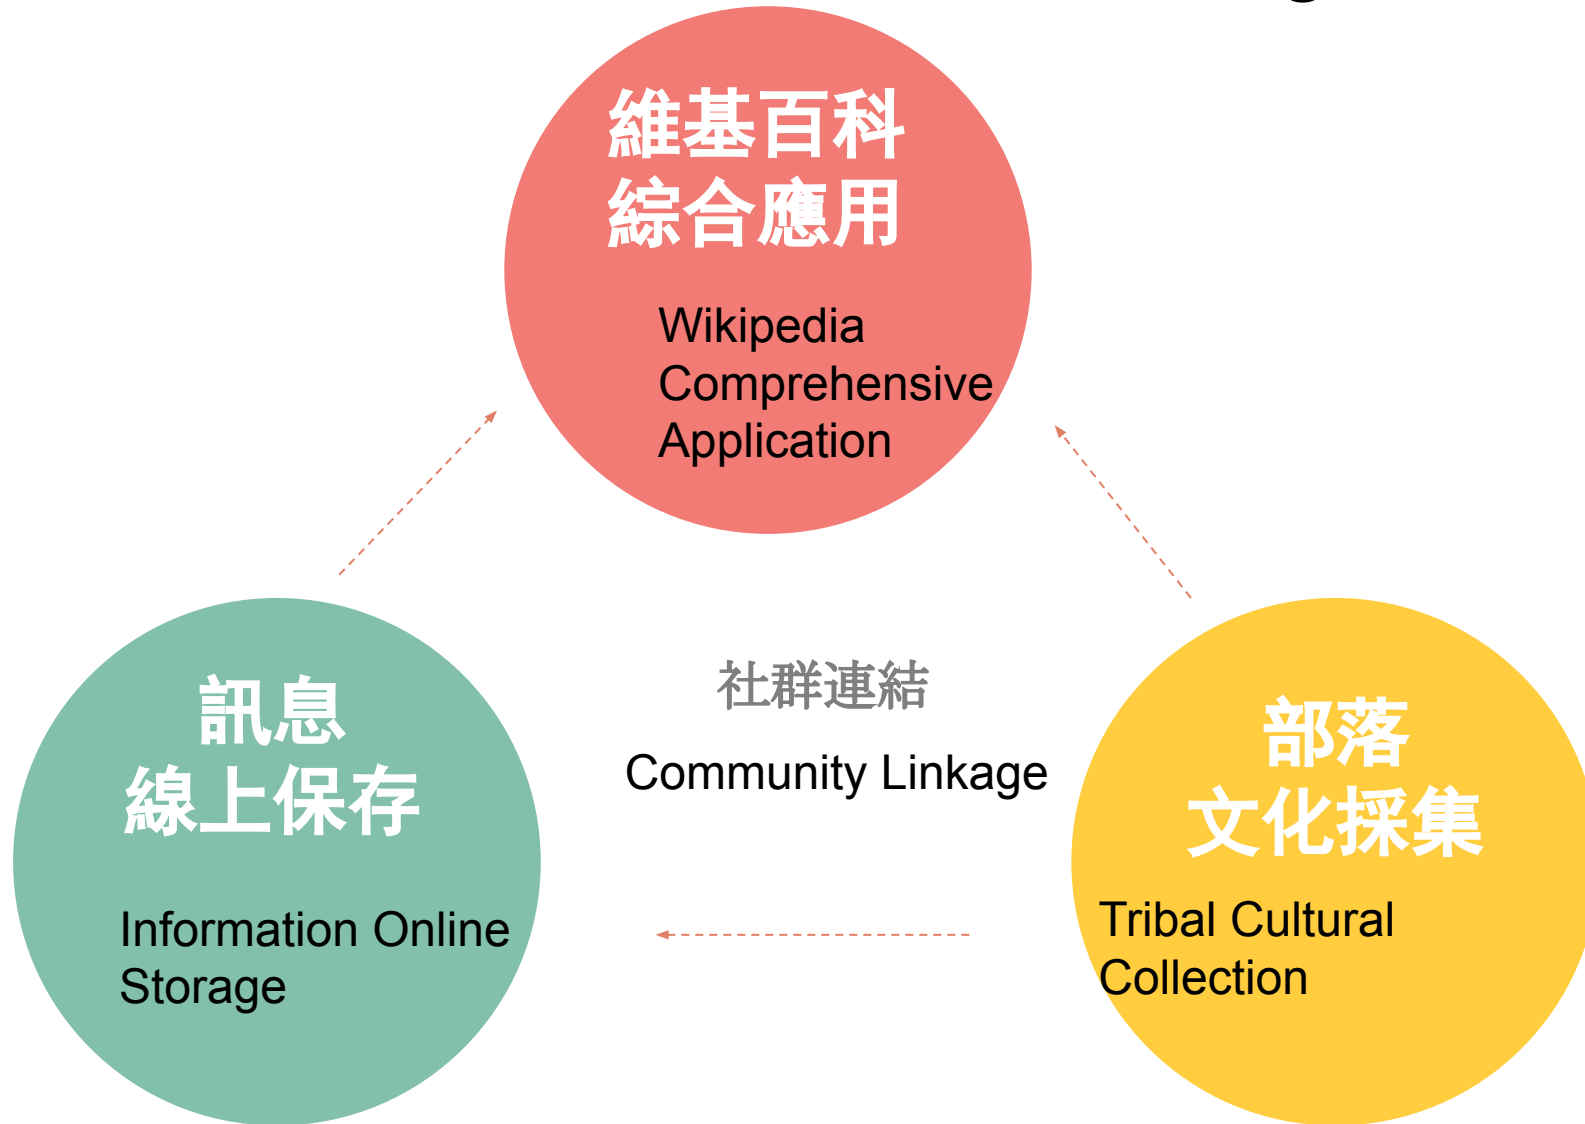 維基百科
綜合應用
Wikipedia
Comprehensive
Application
社群連結
Community Linkage
訊息
線上保存
Information Online
Storage
部落
文化採集
Tribal Cultural
Collection